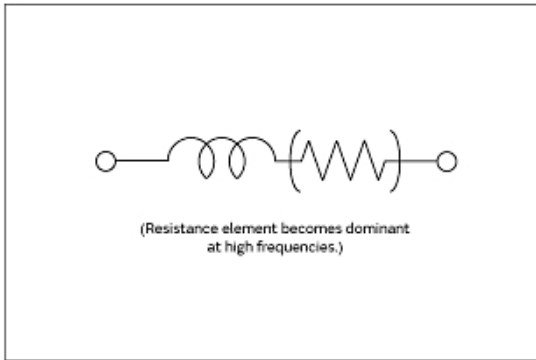 (Resistance element becomes dominant
at high frequencies.)